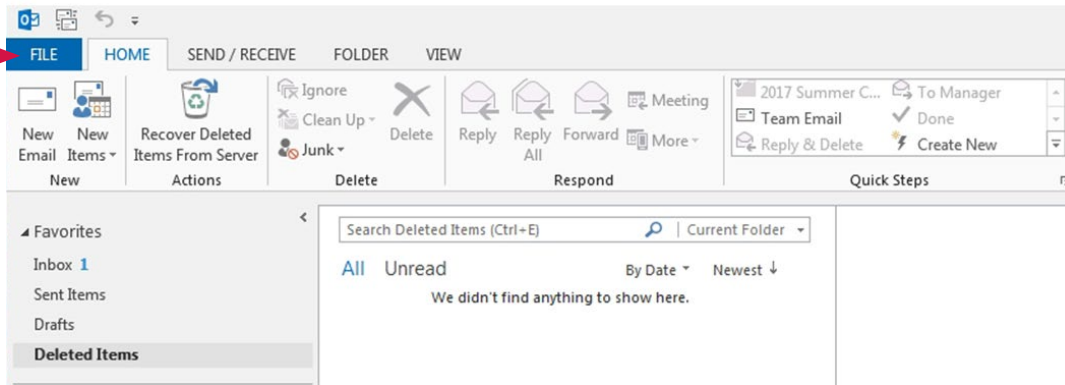 FILE HOME SEND / RECEIVE FOLDER VIEW
New Email
New Items
New
Recover Deleted Items From Server
Actions
Ignore
Clean Up
Junk
Delete
Delete
Reply
Reply All
Forward
Meeting
More
Respond
2017 Summer C...
Team Email
Reply & Delete
To Manager
Done
Create New
Quick Steps
Favorites
Inbox 1
Sent Items
Drafts
Deleted Items
Search Deleted Items (Ctrl+E) Current Folder
All Unread By Date Newest
We didn't find anything to show here.